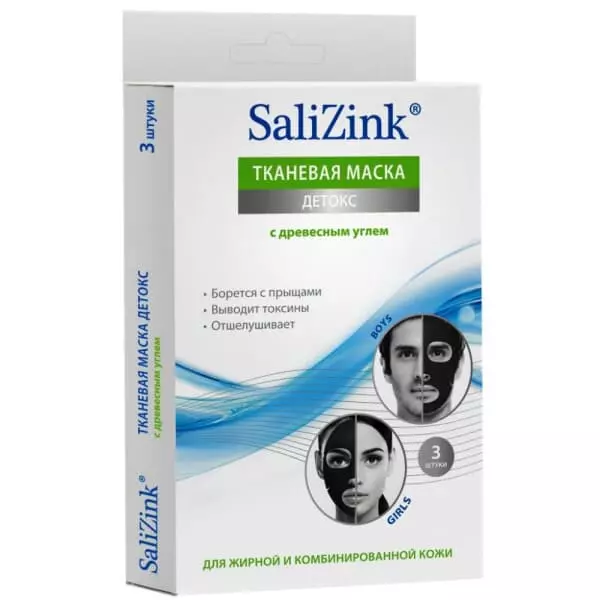 3 штуки
ТКАНЕВАЯ МАСКА ДЕТОКС
с древесным углем
SaliZink®
SaliZink®
ТКАНЕВАЯ МАСКА
ДЕТОКС
с древесным углем
• Борется с прыщами
• Выводит токсины
• Отшелушивает
BOYS
GIRLS
3
ШТУКИ
ДЛЯ ЖИРНОЙ И КОМБИНИРОВАННОЙ КОЖИ